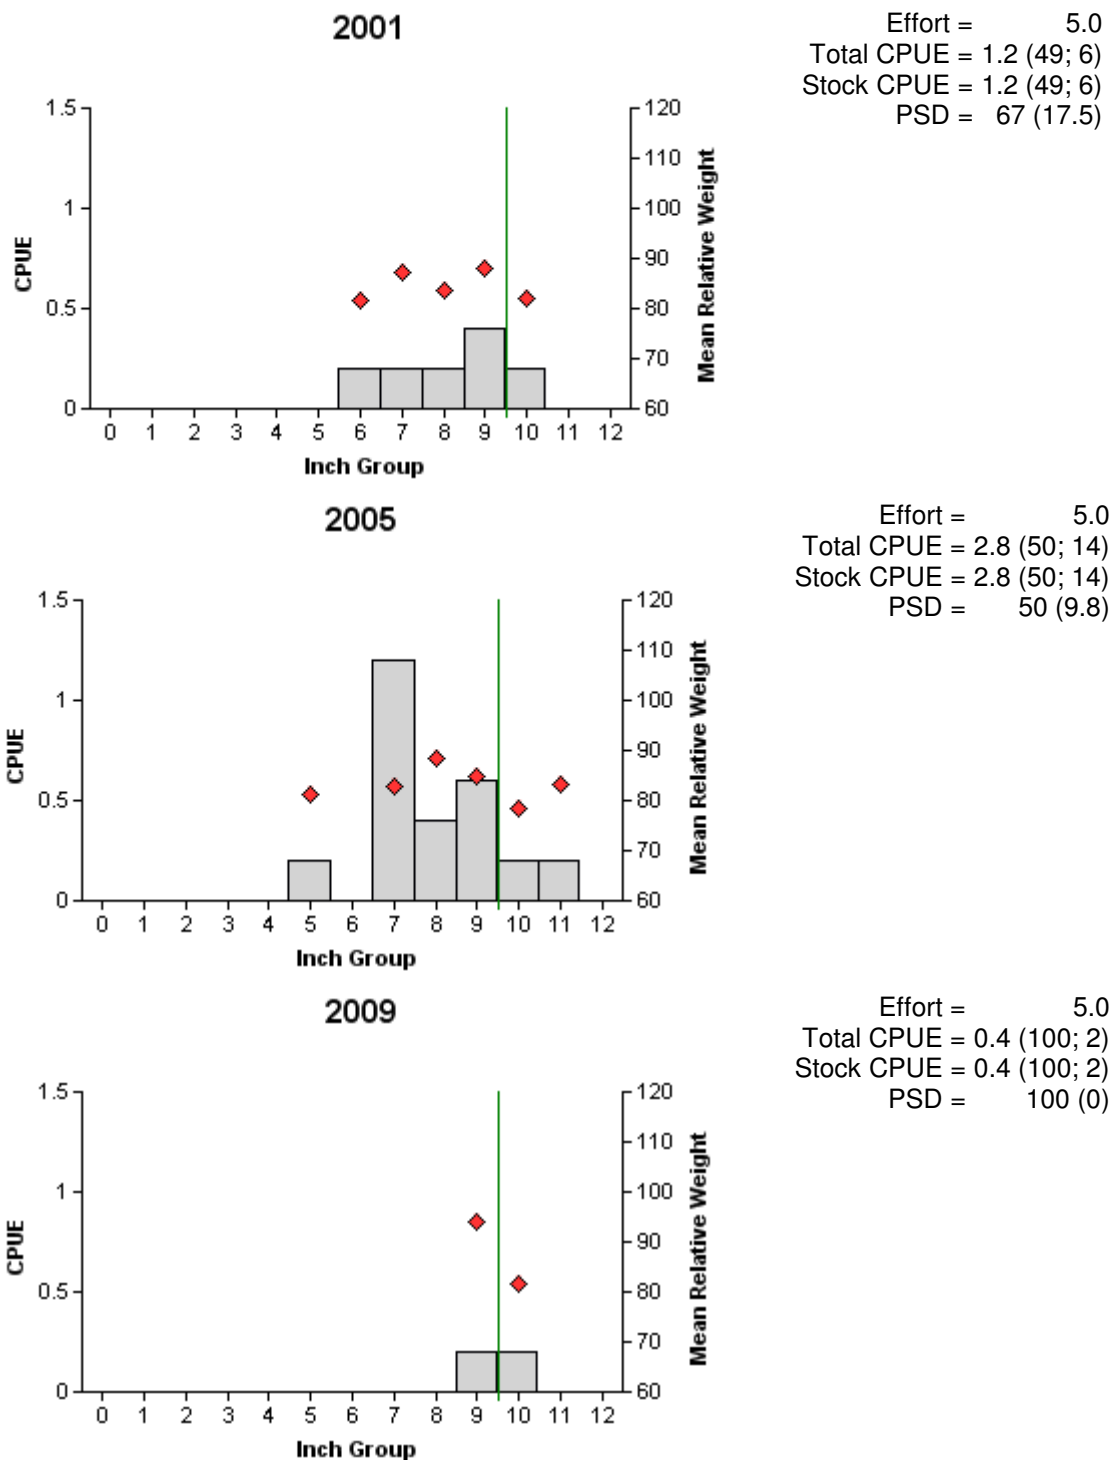 2001
Effort = 5.0
Total CPUE = 1.2 (49; 6)
Stock CPUE = 1.2 (49; 6)
PSD = 67 (17.5)
1.5
1
0.5
0
CPUE
120
110
100
90
80
70
60
Mean Relative Weight
0 1 2 3 4 5 6 7 8 9 10 11 12
Inch Group
2005
Effort = 5.0
Total CPUE = 2.8 (50; 14)
Stock CPUE = 2.8 (50; 14)
PSD = 50 (9.8)
1.5
1
0.5
0
CPUE
120
110
100
90
80
70
60
Mean Relative Weight
0 1 2 3 4 5 6 7 8 9 10 11 12
Inch Group
2009
Effort = 5.0
Total CPUE = 0.4 (100; 2)
Stock CPUE = 0.4 (100; 2)
PSD = 100 (0)
1.5
1
0.5
0
CPUE
120
110
100
90
80
70
60
Mean Relative Weight
0 1 2 3 4 5 6 7 8 9 10 11 12
Inch Group